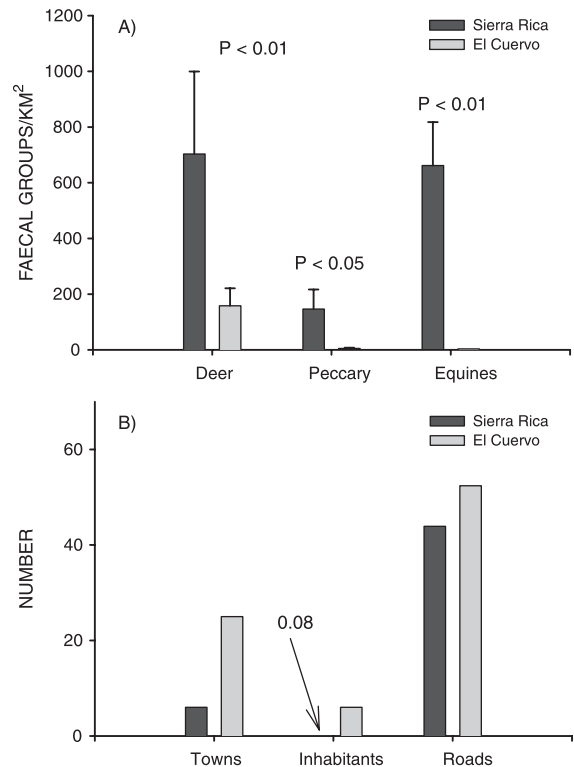 A)
Sierra Rica
El Cuervo
FAECAL GROUPS/KM²
1200
1000
800
600
400
200
0
P < 0.01
P < 0.05
P < 0.01
Deer Peccary Equines
B)
Sierra Rica
El Cuervo
NUMBER
60
40
20
0
0.08
Towns Inhabitants Roads